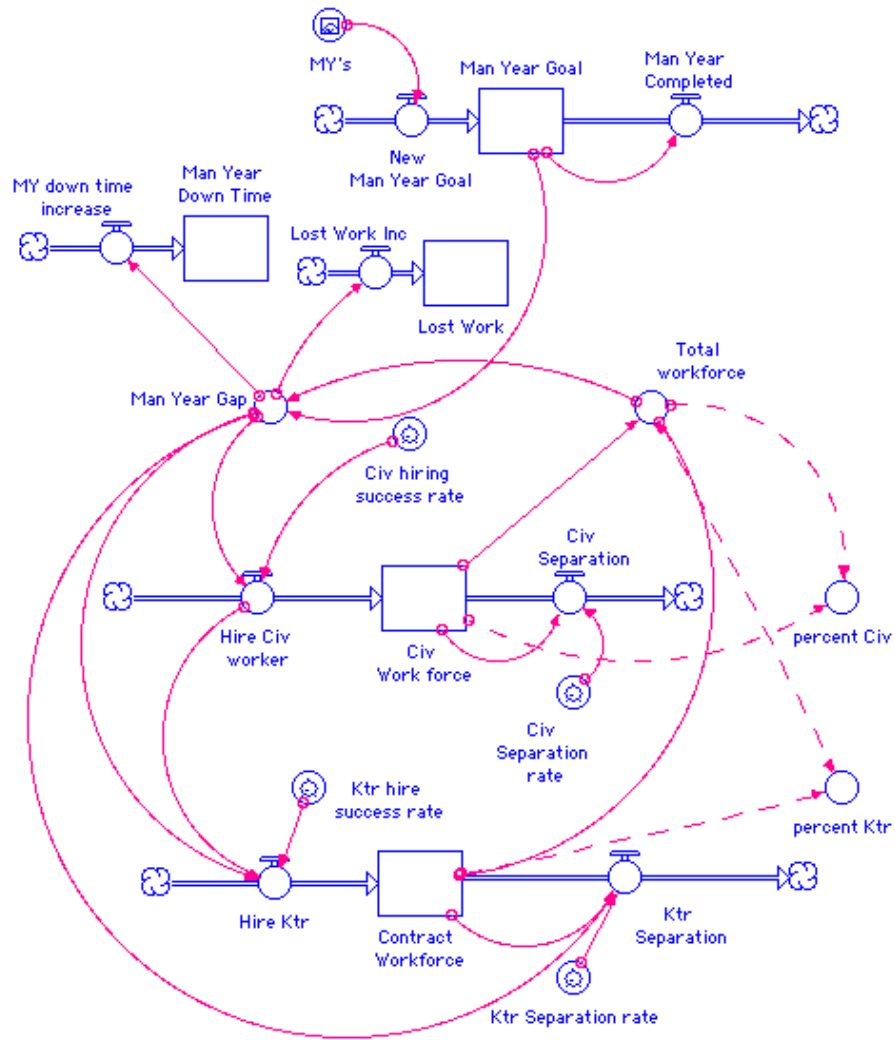 MY's
Man Year Goal
Man Year
Completed
New
Man Year Goal
MY down time
increase
Man Year
Down Time
Lost Work Inc
Lost Work
Total
workforce
Man Year Gap
Civ hiring
success rate
Civ
Separation
Hire Civ
worker
Civ
Work force
percent Civ
Civ
Separation
rate
Ktr hire
success rate
percent Ktr
Hire Ktr
Contract
Workforce
Ktr
Separation
Ktr Separation rate